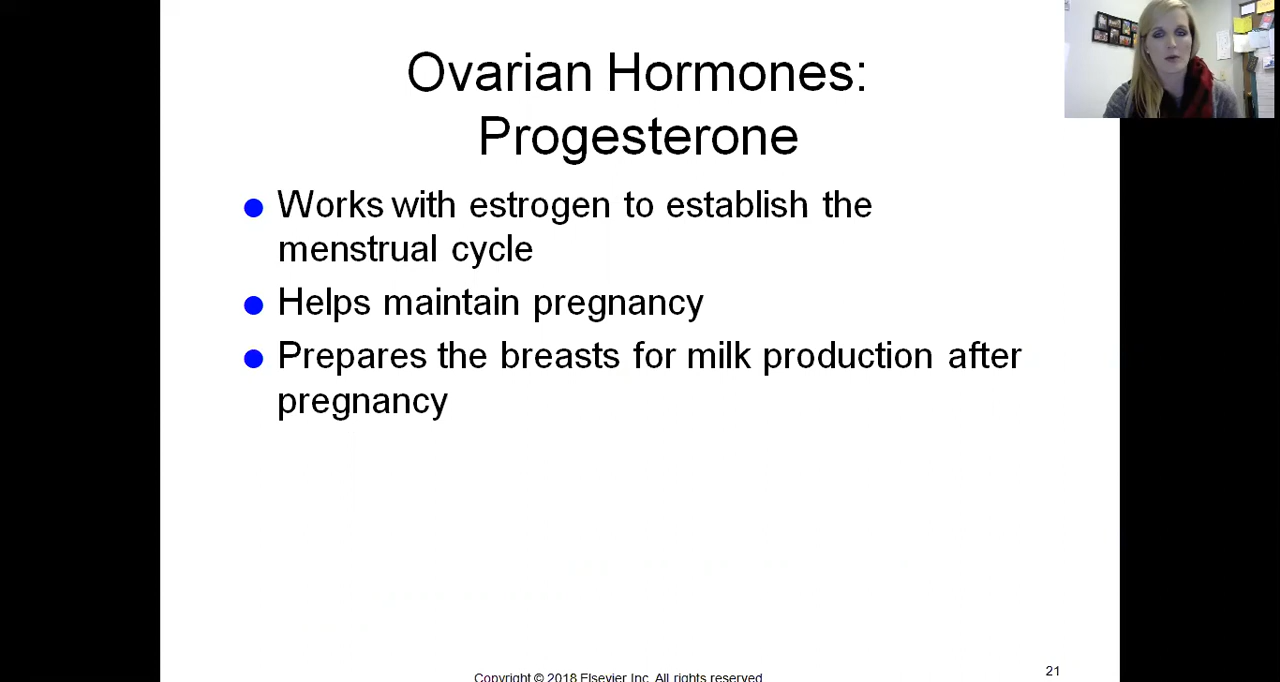 Ovarian Hormones:
Progesterone
● Works with estrogen to establish the
menstrual cycle
● Helps maintain pregnancy
● Prepares the breasts for milk production after
pregnancy
Copyright © 2018 Elsevier Inc. All rights reserved
21